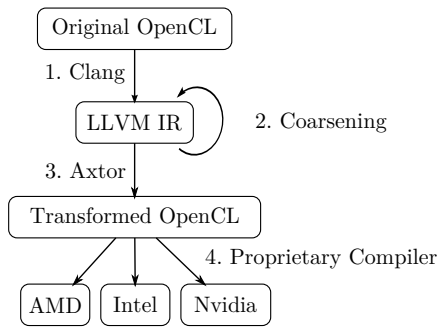 Original OpenCL
1. Clang
LLVM IR
2. Coarsening
3. Axtor
Transformed OpenCL
4. Proprietary Compiler
AMD
Intel
Nvidia